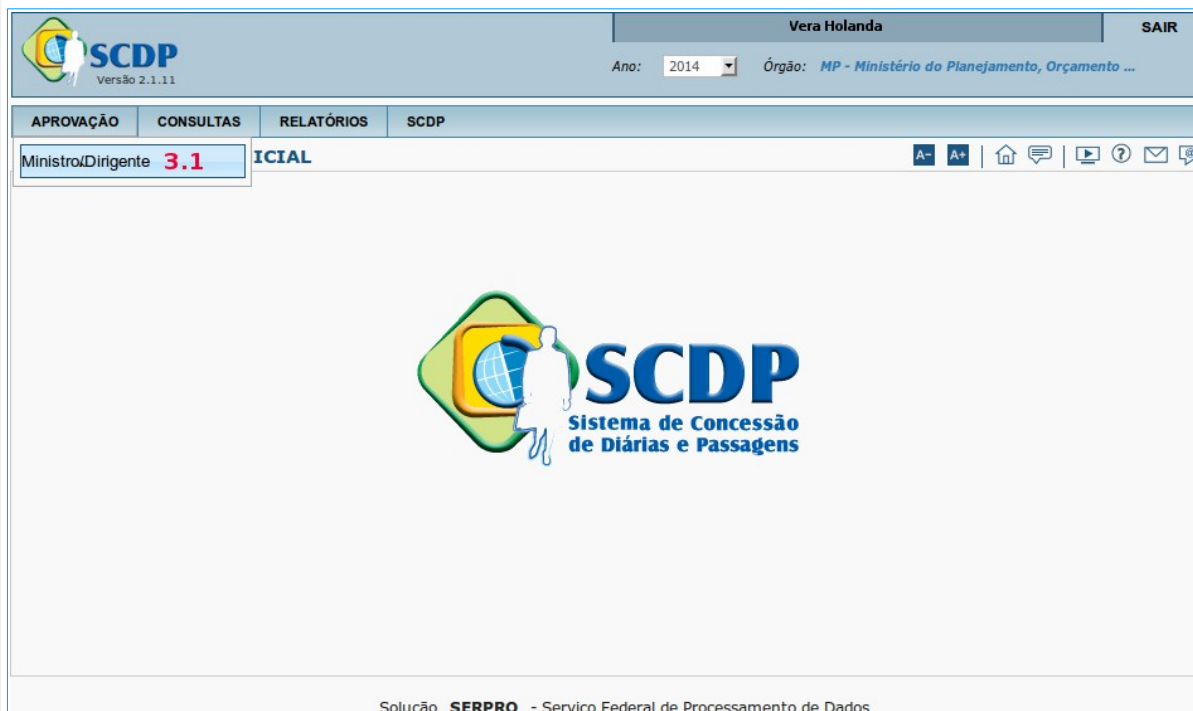 Vera Holanda
SAIR
SCDP
Versão 2.1.11
Ano: 2014 Órgão: MP - Ministério do Planejamento, Orçamento ...
APROVAÇÃO CONSULTAS RELATÓRIOS SCDP
Ministro/Dirigente 3.1 ICIAL
A- A+
SCDP
Sistema de Concessão
de Diárias e Passagens
Solução SERPRO - Serviço Federal de Processamento de Dados